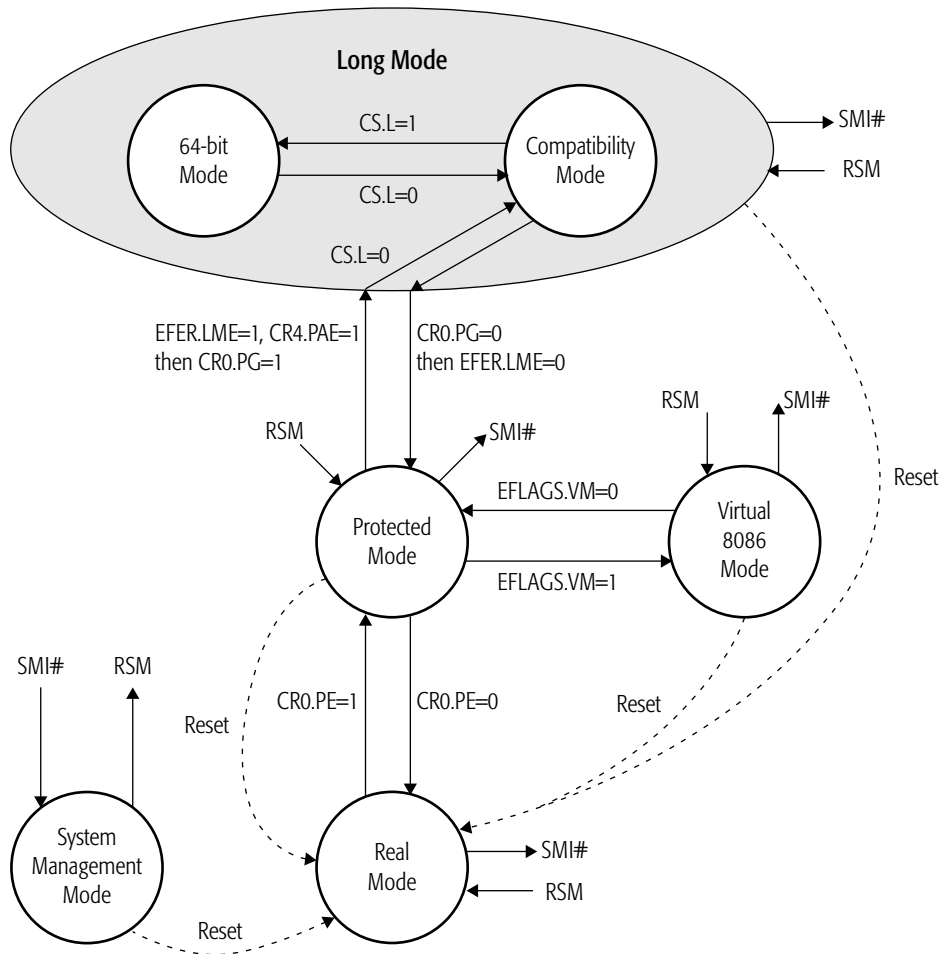 Long Mode
64-bit
Mode
CS.L=1
CS.L=0
Compatibility
Mode
SMI#
RSM
CS.L=0
EFER.LME=1, CR4.PAE=1
then CR0.PG=1
CR0.PG=0
then EFER.LME=0
RSM
SMI#
RSM
SMI#
Reset
Protected
Mode
EFLAGS.VM=0
EFLAGS.VM=1
Virtual
8086
Mode
SMI#
RSM
Reset
CR0.PE=1
CR0.PE=0
Reset
System
Management
Mode
Real
Mode
SMI#
RSM
Reset